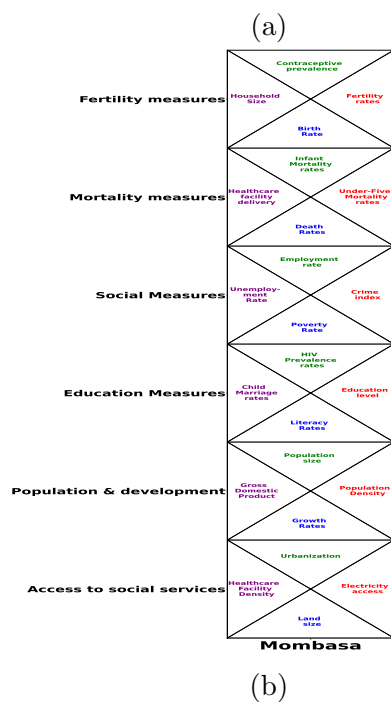 (a)
Contraceptive
prevalence
Fertility measures
Household
Size
Fertility
rates
Birth
Rate
Infant
Mortality
rates
Mortality measures
Healthcare
facility
delivery
Under-Five
Mortality
rates
Death
Rates
Employment
rate
Social Measures
Unemploy-
ment
Rate
Crime
index
Poverty
Rate
HIV
Prevalence
rates
Education Measures
Child
Marriage
rates
Education
level
Literacy
Rates
Population
size
Population & development
Gross
Domestic
Product
Population
Density
Growth
Rates
Urbanization
Access to social services
Healthcare
Facility
Density
Electricity
access
Land
size
Mombasa
(b)